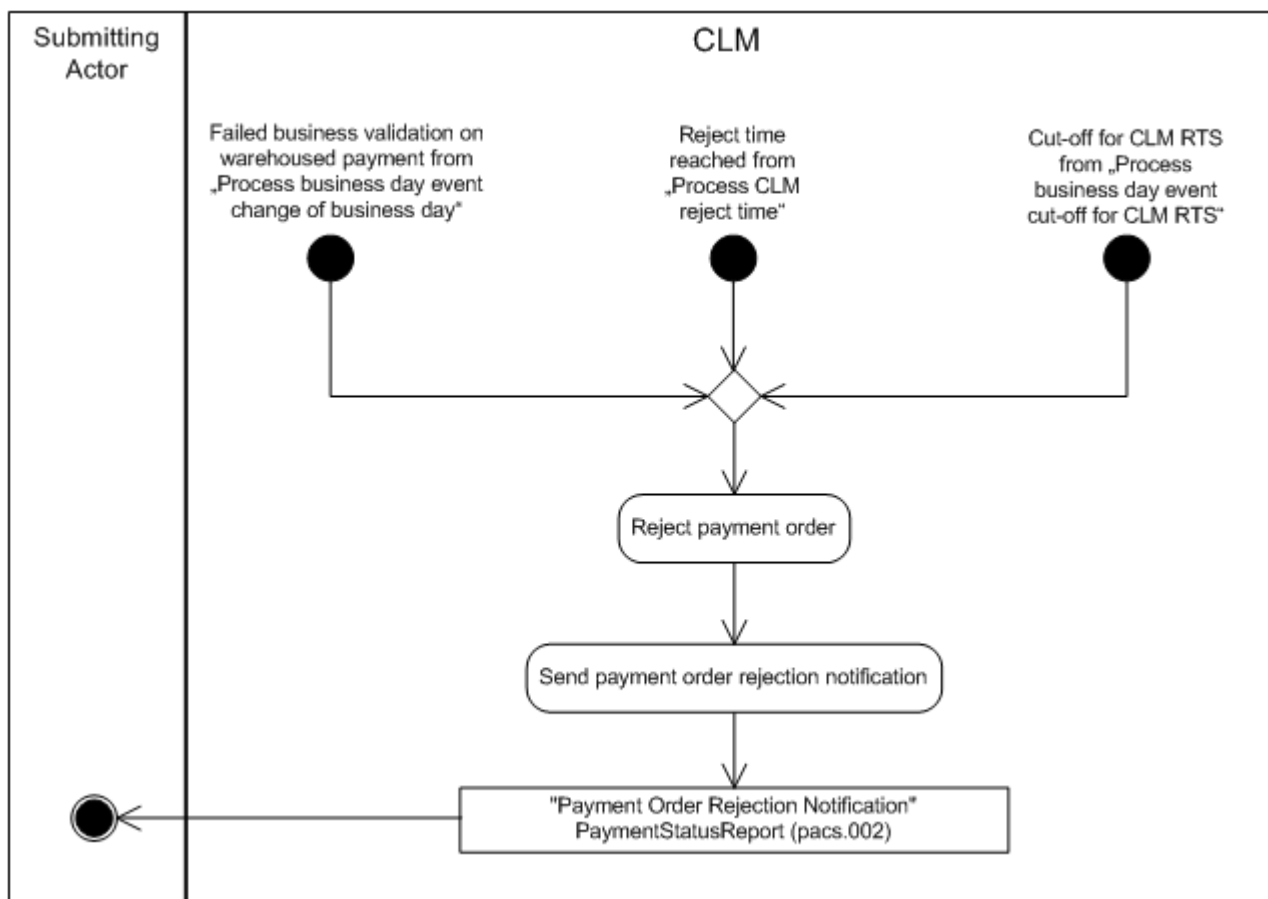 Submitting
Actor
CLM
Failed business validation on
warehoused payment from
„Process business day event
change of business day“
Reject time
reached from
„Process CLM
reject time“
Cut-off for CLM RTS
from „Process
business day event
cut-off for CLM RTS“
Reject payment order
Send payment order rejection notification
"Payment Order Rejection Notification“
PaymentStatusReport (pacs.002)